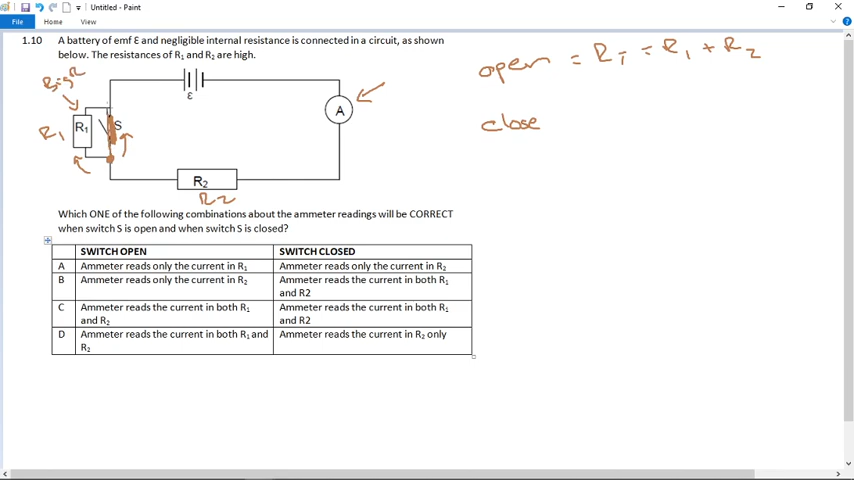 Untitled - Paint
File Home View
1.10 A battery of emf Ɛ and negligible internal resistance is connected in a circuit, as shown
below. The resistances of R1 and R2 are high.
open = RT = R1 + R2
High
Ɛ
A
close
R1
R1
S
R2
R2
Which ONE of the following combinations about the ammeter readings will be CORRECT
when switch S is open and when switch S is closed?
SWITCH OPEN SWITCH CLOSED
A Ammeter reads only the current in R1 Ammeter reads only the current in R2
B Ammeter reads only the current in R2 Ammeter reads the current in both R1
and R2
C Ammeter reads the current in both R1 Ammeter reads the current in both R1
and R2 and R2
D Ammeter reads the current in both R1 and Ammeter reads the current in R2 only
R2